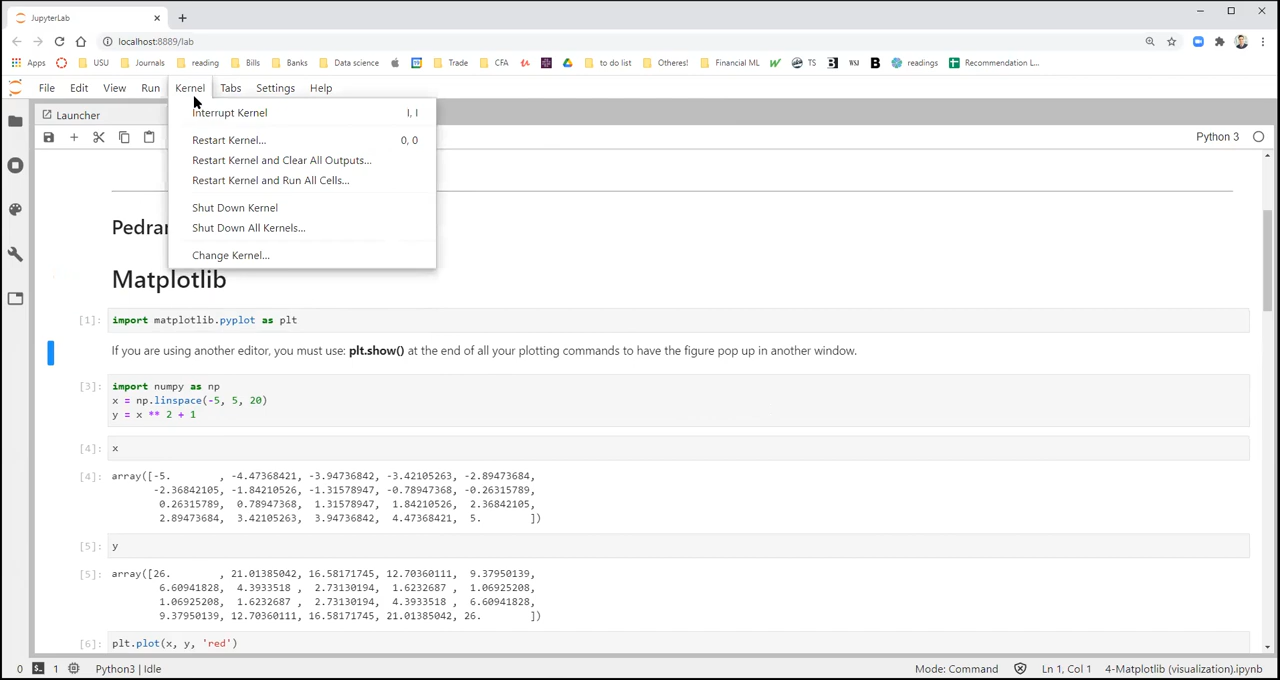 JupyterLab
localhost:8889/lab
Apps USU Journals reading Bills Banks Data science Trade CFA to do list Otheres! Financial ML TS WSJ B readings Recommendation L...
File Edit View Run Kernel Tabs Settings Help
Launcher
Interrupt Kernel I, I
Restart Kernel... 0, 0
Restart Kernel and Clear All Outputs...
Restart Kernel and Run All Cells...
Shut Down Kernel
Shut Down All Kernels...
Change Kernel...
Python 3
Pedra
Matplotlib
[1]: import matplotlib.pyplot as plt
If you are using another editor, you must use: plt.show() at the end of all your plotting commands to have the figure pop up in another window.
[3]: import numpy as np
x = np.linspace(-5, 5, 20)
y = x ** 2 + 1
[4]: x
[4]: array([-5.        , -4.47368421, -3.94736842, -3.42105263, -2.89473684,
-2.36842105, -1.84210526, -1.31578947, -0.78947368, -0.26315789,
0.26315789,  0.78947368,  1.31578947,  1.84210526,  2.36842105,
2.89473684,  3.42105263,  3.94736842,  4.47368421,  5.        ])
[5]: y
[5]: array([26.        , 21.01385042, 16.58171745, 12.70360111,  9.37950139,
6.60941828,  4.3933518 ,  2.73130194,  1.6232687 ,  1.06925208,
1.06925208,  1.6232687 ,  2.73130194,  4.3933518 ,  6.60941828,
9.37950139, 12.70360111, 16.58171745, 21.01385042, 26.        ])
[6]: plt.plot(x, y, 'red')
0 1 Python3 | Idle Mode: Command Ln 1, Col 1 4-Matplotlib (visualization).ipynb